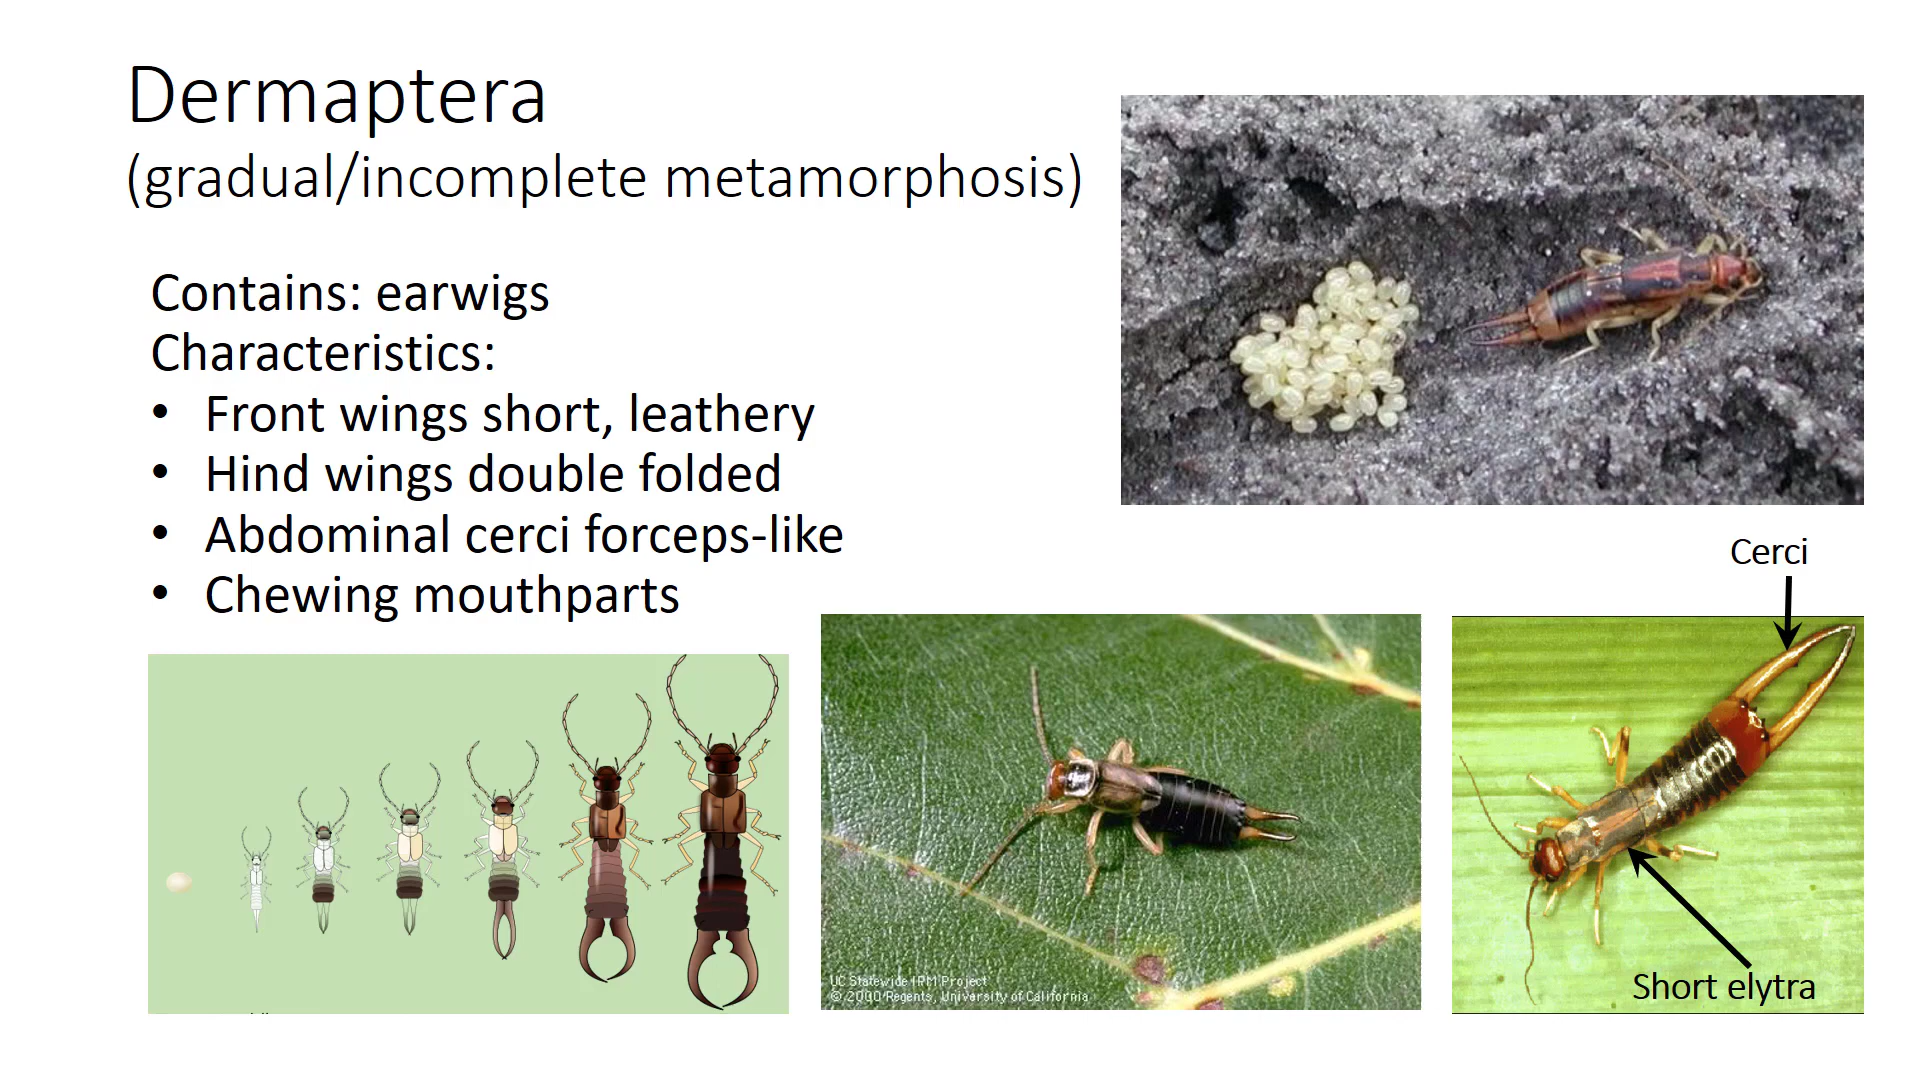 Dermaptera
(gradual/incomplete metamorphosis)
Contains: earwigs
Characteristics:
• Front wings short, leathery
• Hind wings double folded
• Abdominal cerci forceps-like
• Chewing mouthparts
Cerci
Short elytra
UC Statewide IPM Project
© 2000 Regents, University of California